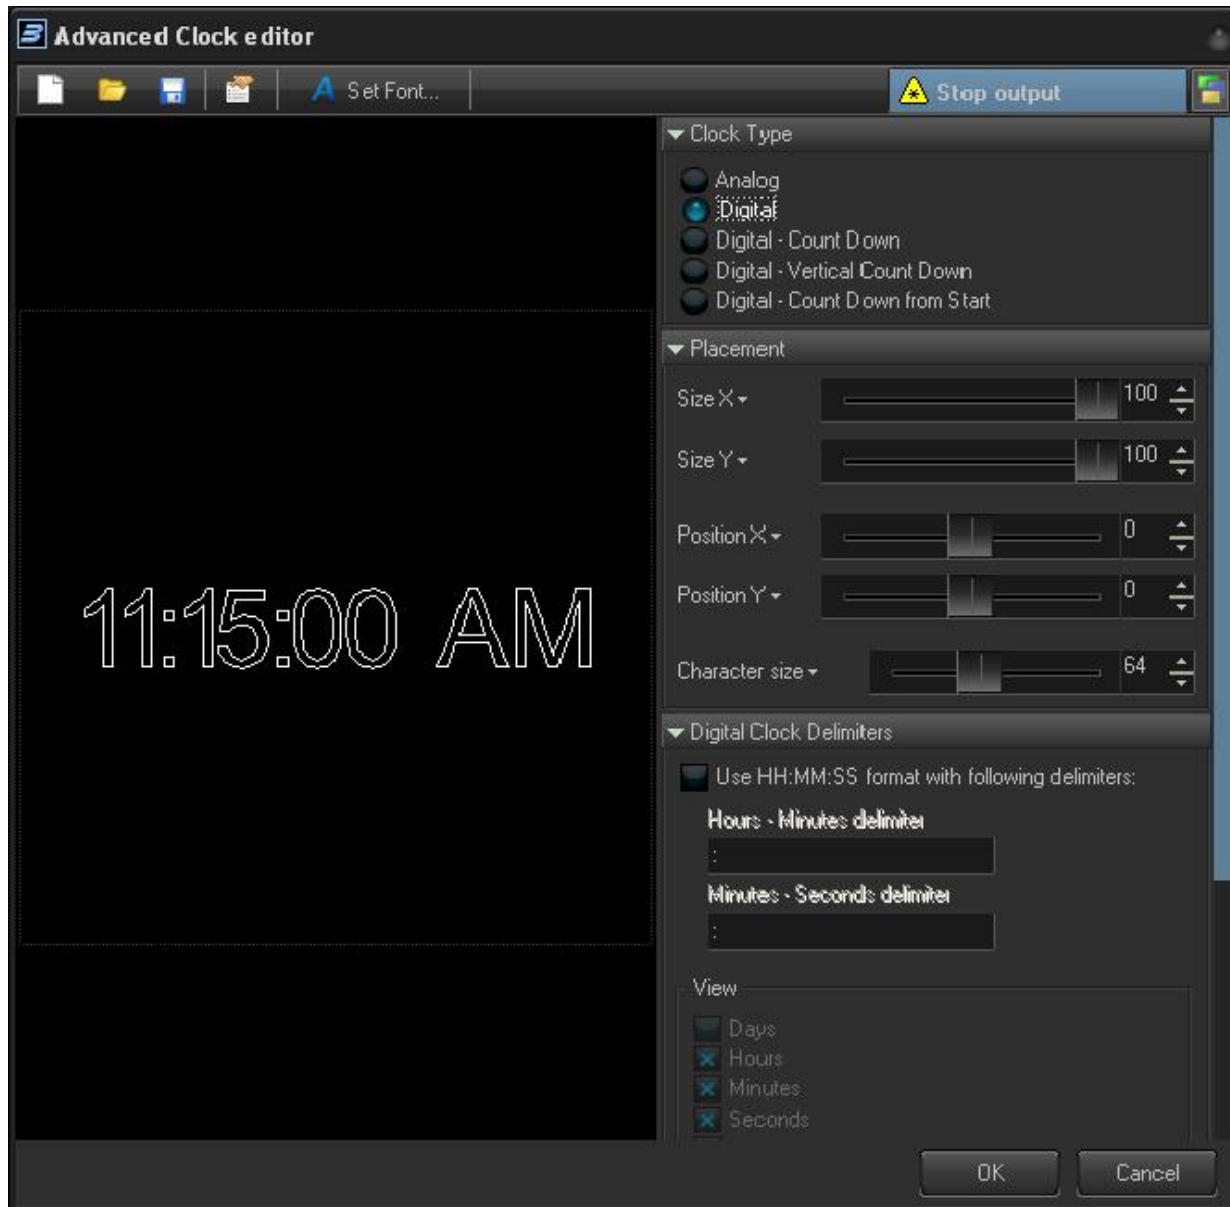 Advanced Clock editor
Set Font...
Stop output
Clock Type
Analog
Digital
Digital - Count Down
Digital - Vertical Count Down
Digital - Count Down from Start
Placement
Size X 100
Size Y 100
Position X 0
Position Y 0
Character size 64
11:15:00 AM
Digital Clock Delimiters
Use HH:MM:SS format with following delimiters:
Hours - Minutes delimiter
:
Minutes - Seconds delimiter
:
View
Days
Hours
Minutes
Seconds
OK Cancel